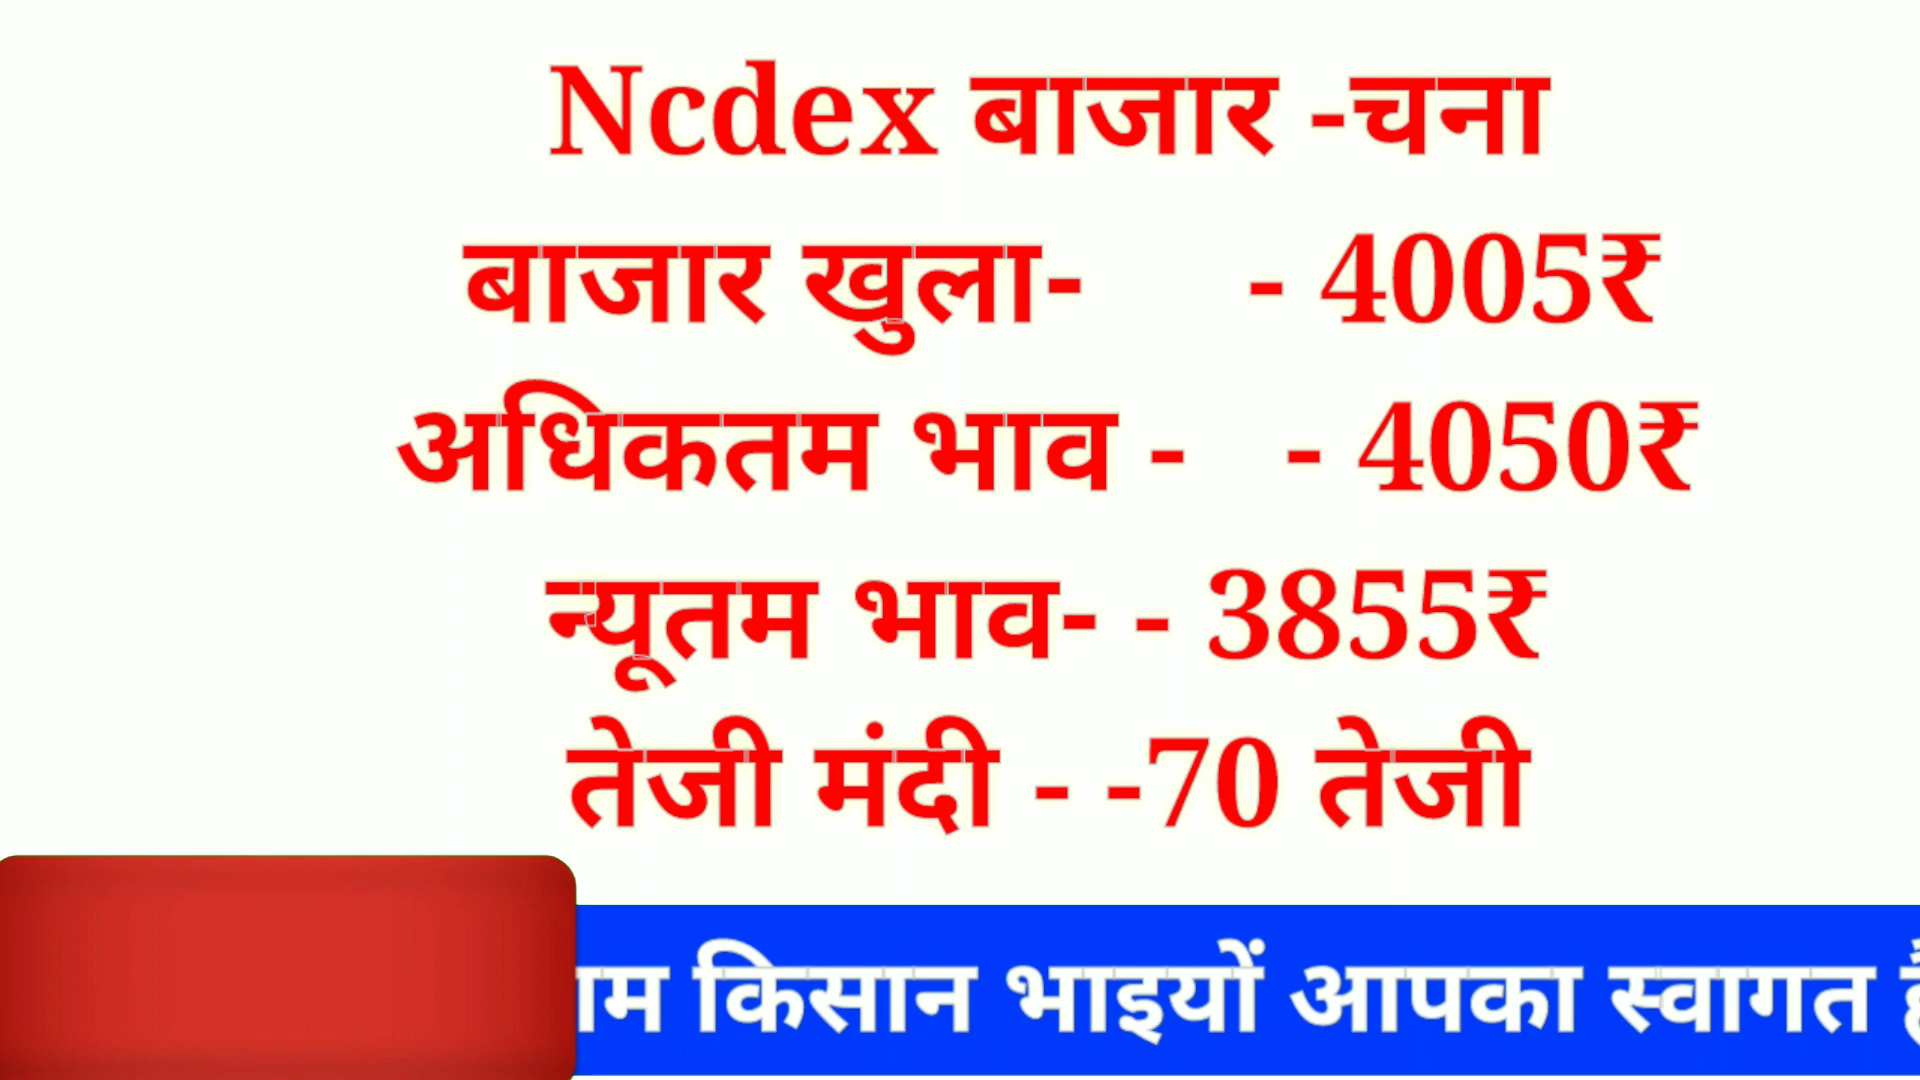 Ncdex बाजार -चना
बाजार खुला- - 4005₹
अधिकतम भाव - - 4050₹
न्यूतम भाव- - 3855₹
तेजी मंदी - -70 तेजी
किसान भाइयों आपका स्वागत